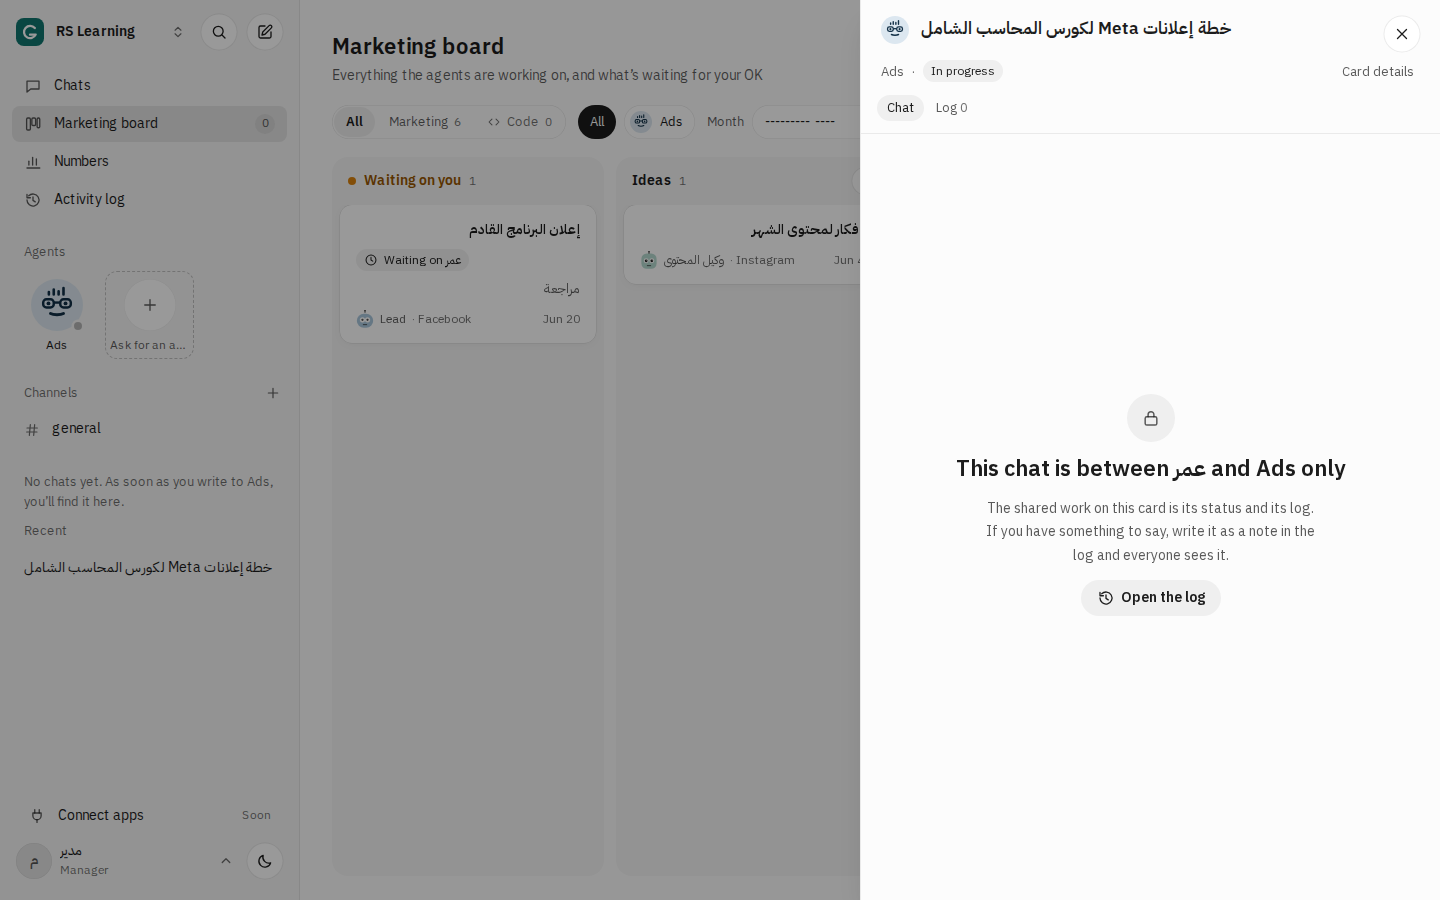 RS Learning
Chats
Marketing board 0
Numbers
Activity log
Agents
Ads
Ask for an a...
Channels
general
No chats yet. As soon as you write to Ads,
you'll find it here.
Recent
خطة إعلانات Meta لكورس المحاسب الشامل
Connect apps Soon
م
مدير
Manager
Marketing board
Everything the agents are working on, and what's waiting for your OK
All Marketing 6 Code 0 All Ads Month --------- ----
Waiting on you 1
إعلان البرنامج القادم
Waiting on عمر
مراجعة
Lead · Facebook Jun 20
Ideas 1
فكار لمحتوى الشهر
وكيل المحتوى · Instagram Jun
خطة إعلانات Meta لكورس المحاسب الشامل
Ads · In progress Card details
Chat Log 0
This chat is between عمر and Ads only
The shared work on this card is its status and its log.
If you have something to say, write it as a note in the
log and everyone sees it.
Open the log